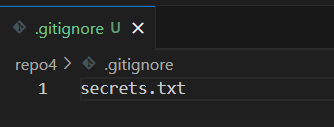 .gitignore U
repo4 > .gitignore
1 secrets.txt